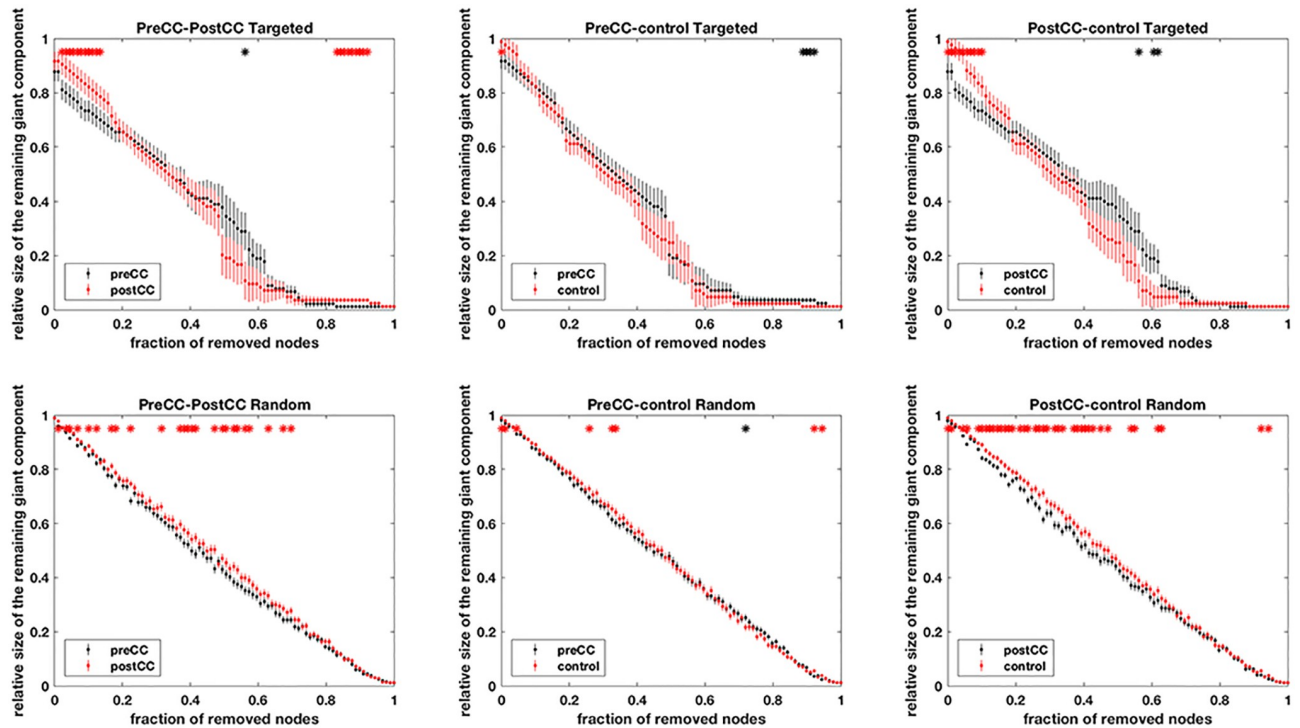 PreCC-PostCC Targeted
relative size of the remaining giant component
1
0.8
0.6
0.4
0.2
0
preCC
postCC
0 0.2 0.4 0.6 0.8 1
fraction of removed nodes
PreCC-control Targeted
relative size of the remaining giant component
1
0.8
0.6
0.4
0.2
0
preCC
control
0 0.2 0.4 0.6 0.8 1
fraction of removed nodes
PostCC-control Targeted
relative size of the remaining giant component
1
0.8
0.6
0.4
0.2
0
postCC
control
0 0.2 0.4 0.6 0.8 1
fraction of removed nodes
PreCC-PostCC Random
relative size of the remaining giant component
1
0.8
0.6
0.4
0.2
0
preCC
postCC
0 0.2 0.4 0.6 0.8 1
fraction of removed nodes
PreCC-control Random
relative size of the remaining giant component
1
0.8
0.6
0.4
0.2
0
preCC
control
0 0.2 0.4 0.6 0.8 1
fraction of removed nodes
PostCC-control Random
relative size of the remaining giant component
1
0.8
0.6
0.4
0.2
0
postCC
control
0 0.2 0.4 0.6 0.8 1
fraction of removed nodes